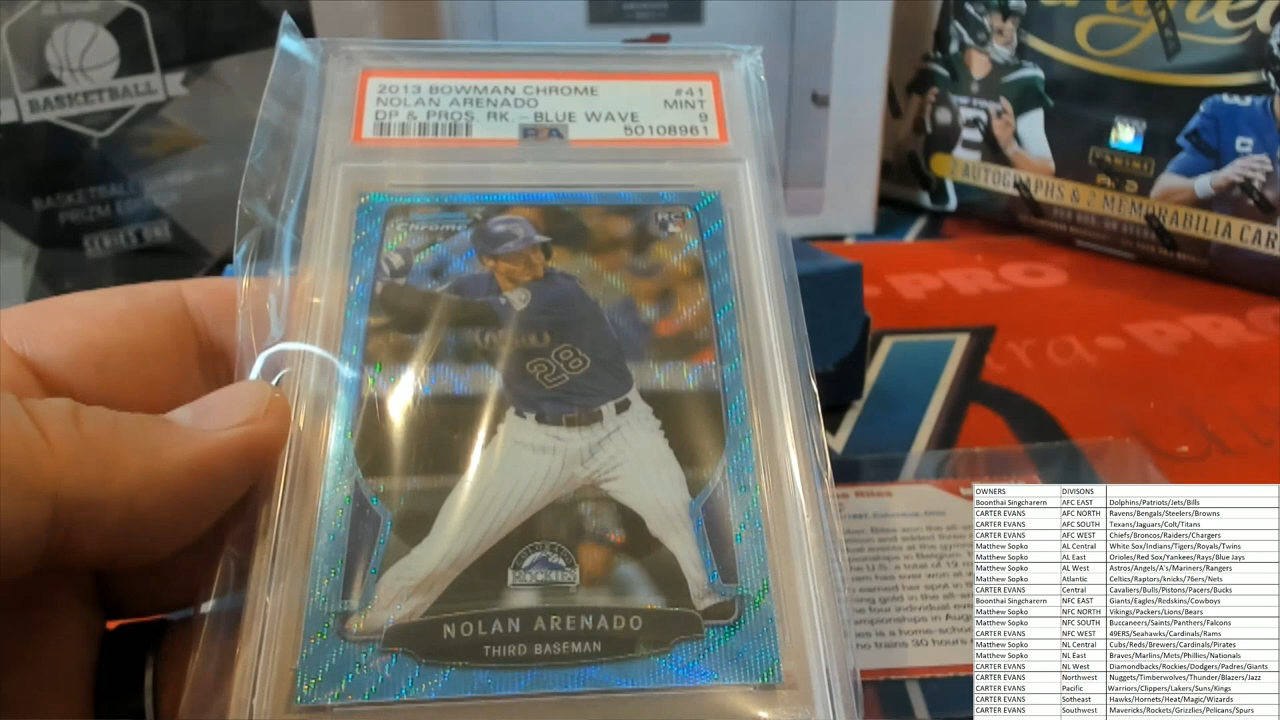 BASKETBALL
BASKETBALL
PRIZM
SERIES ONE
2013 BOWMAN CHROME #41
NOLAN ARENADO MINT
DP & PROS. RK. - BLUE WAVE 9
PSA 50108961
Chrome
RC
28
ROCKIES
NOLAN ARENADO
THIRD BASEMAN
PANINI
2 AUTOGRAPHS & 2 MEMORABILIA CAR
PRO
ra•PRO
OWNERS DIVISONS
Boonthai Singcharern AFC EAST Dolphins/Patriots/Jets/Bills
CARTER EVANS AFC NORTH Ravens/Bengals/Steelers/Browns
CARTER EVANS AFC SOUTH Texans/Jaguars/Colt/Titans
CARTER EVANS AFC WEST Chiefs/Broncos/Raiders/Chargers
Matthew Sopko AL Central White Sox/Indians/Tigers/Royals/Twins
Matthew Sopko AL East Orioles/Red Sox/Yankees/Rays/Blue Jays
Matthew Sopko AL West Astros/Angels/A's/Mariners/Rangers
Matthew Sopko Atlantic Celtics/Raptors/knicks/76ers/Nets
CARTER EVANS Central Cavaliers/Bulls/Pistons/Pacers/Bucks
Boonthai Singcharern NFC EAST Giants/Eagles/Redskins/Cowboys
Matthew Sopko NFC NORTH Vikings/Packers/Lions/Bears
Matthew Sopko NFC SOUTH Buccaneers/Saints/Panthers/Falcons
CARTER EVANS NFC WEST 49ERS/Seahawks/Cardinals/Rams
Matthew Sopko NL Central Cubs/Reds/Brewers/Cardinals/Pirates
Matthew Sopko NL East Braves/Marlins/Mets/Phillies/Nationals
CARTER EVANS NL West Diamondbacks/Rockies/Dodgers/Padres/Giants
CARTER EVANS Northwest Nuggets/Timberwolves/Thunder/Blazers/Jazz
CARTER EVANS Pacific Warriors/Clippers/Lakers/Suns/Kings
CARTER EVANS Sotheast Hawks/Hornets/Heat/Magic/Wizards
CARTER EVANS Southwest Mavericks/Rockets/Grizzlies/Pelicans/Spurs